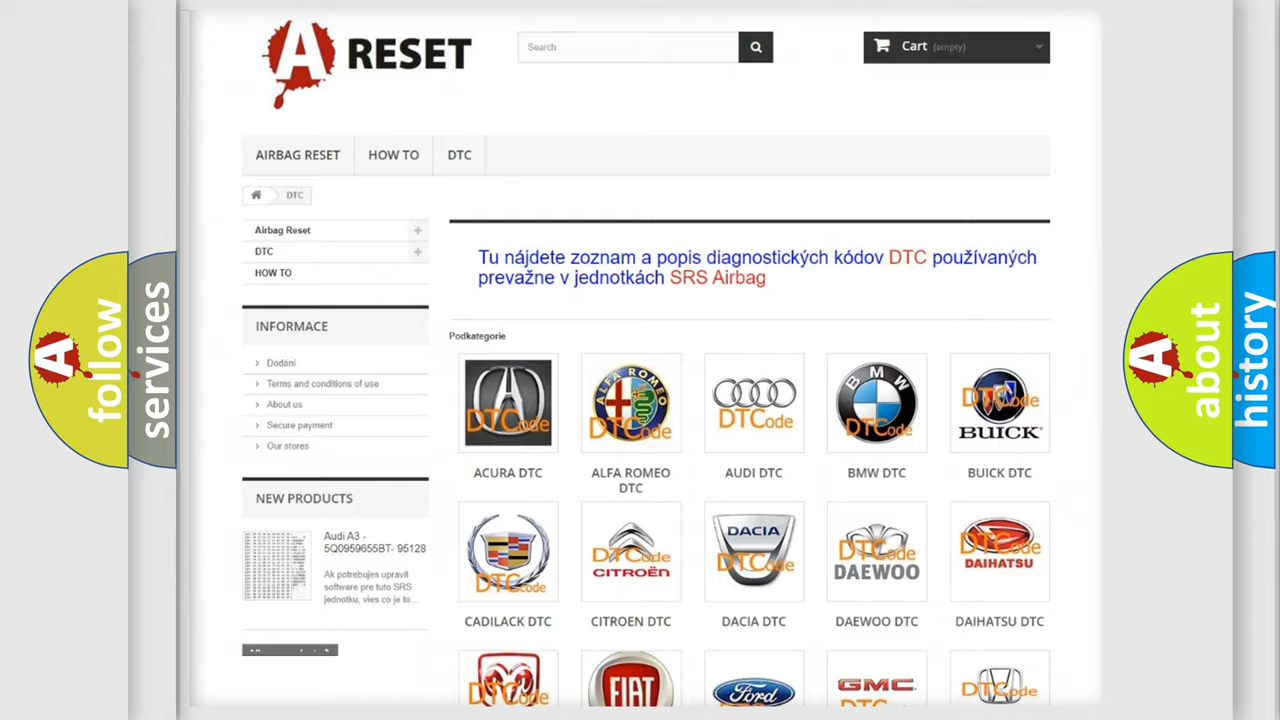 A RESET
Search
Cart (empty)
AIRBAG RESET
HOW TO
DTC
DTC
Airbag Reset
DTC
HOW TO
INFORMACE
Dodání
Terms and conditions of use
About us
Secure payment
Our stores
NEW PRODUCTS
Audi A3 -
5Q0959655BT- 95128
Ak potrebujes upravit
software pre tuto SRS
jednotku, vies co je to...
Tu nájdete zoznam a popis diagnostických kódov DTC používaných
prevažne v jednotkách SRS Airbag
Podkategorie
DTCode
ALFA ROMEO
DTCode
DTCode
BMW
DTCode
DTCode
BUICK
ACURA DTC
ALFA ROMEO
DTC
AUDI DTC
BMW DTC
BUICK DTC
DTCode
DTCode
CITROËN
DACIA
DTCode
DTCode
DAEWOO
DTCode
DAIHATSU
CADILACK DTC
CITROEN DTC
DACIA DTC
DAEWOO DTC
DAIHATSU DTC
DTCode
FIAT
Ford
GMC
DTCode
A follow
services
A about
history